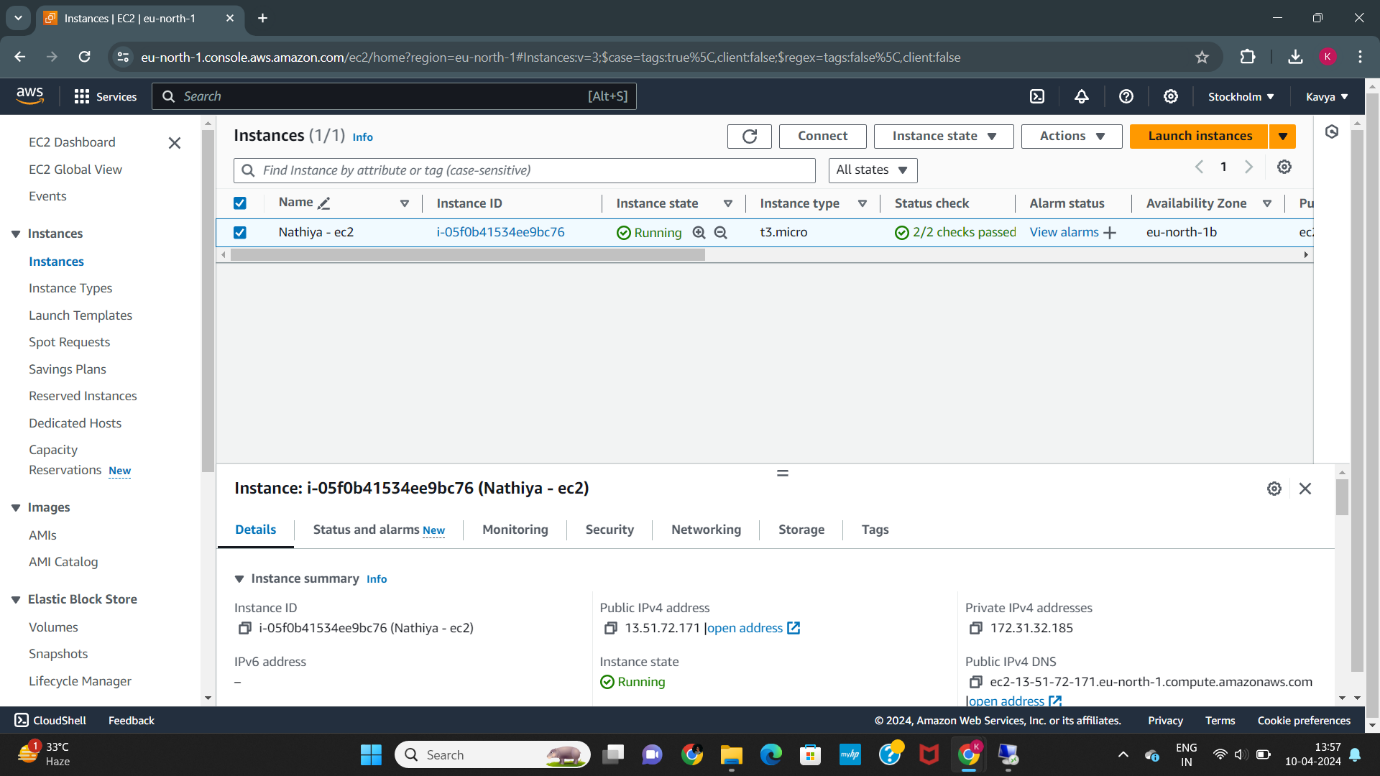 Instances | EC2 | eu-north-1
eu-north-1.console.aws.amazon.com/ec2/home?region=eu-north-1#Instances:v=3;$case=tags:true%5C,client:false;$regex=tags:false%5C,client:false
K
aws
Services
Search [Alt+S]
Stockholm
Kavya
EC2 Dashboard
EC2 Global View
Events
Instances
Instances
Instance Types
Launch Templates
Spot Requests
Savings Plans
Reserved Instances
Dedicated Hosts
Capacity
Reservations New
Images
AMIs
AMI Catalog
Elastic Block Store
Volumes
Snapshots
Lifecycle Manager
Instances (1/1) Info
Connect
Instance state
Actions
Launch instances
Find Instance by attribute or tag (case-sensitive)
All states
1
Name Instance ID Instance state Instance type Status check Alarm status Availability Zone Pu
Nathiya - ec2 i-05f0b41534ee9bc76 Running t3.micro 2/2 checks passed View alarms eu-north-1b ec2
Instance: i-05f0b41534ee9bc76 (Nathiya - ec2)
Details Status and alarms New Monitoring Security Networking Storage Tags
Instance summary Info
Instance ID
i-05f0b41534ee9bc76 (Nathiya - ec2)
Public IPv4 address
13.51.72.171 |open address
Private IPv4 addresses
172.31.32.185
IPv6 address
–
Instance state
Running
Public IPv4 DNS
ec2-13-51-72-171.eu-north-1.compute.amazonaws.com
|open address
CloudShell Feedback
© 2024, Amazon Web Services, Inc. or its affiliates. Privacy Terms Cookie preferences
1
33°C
Haze
Search
myhp
K
ENG
IN
13:57
10-04-2024